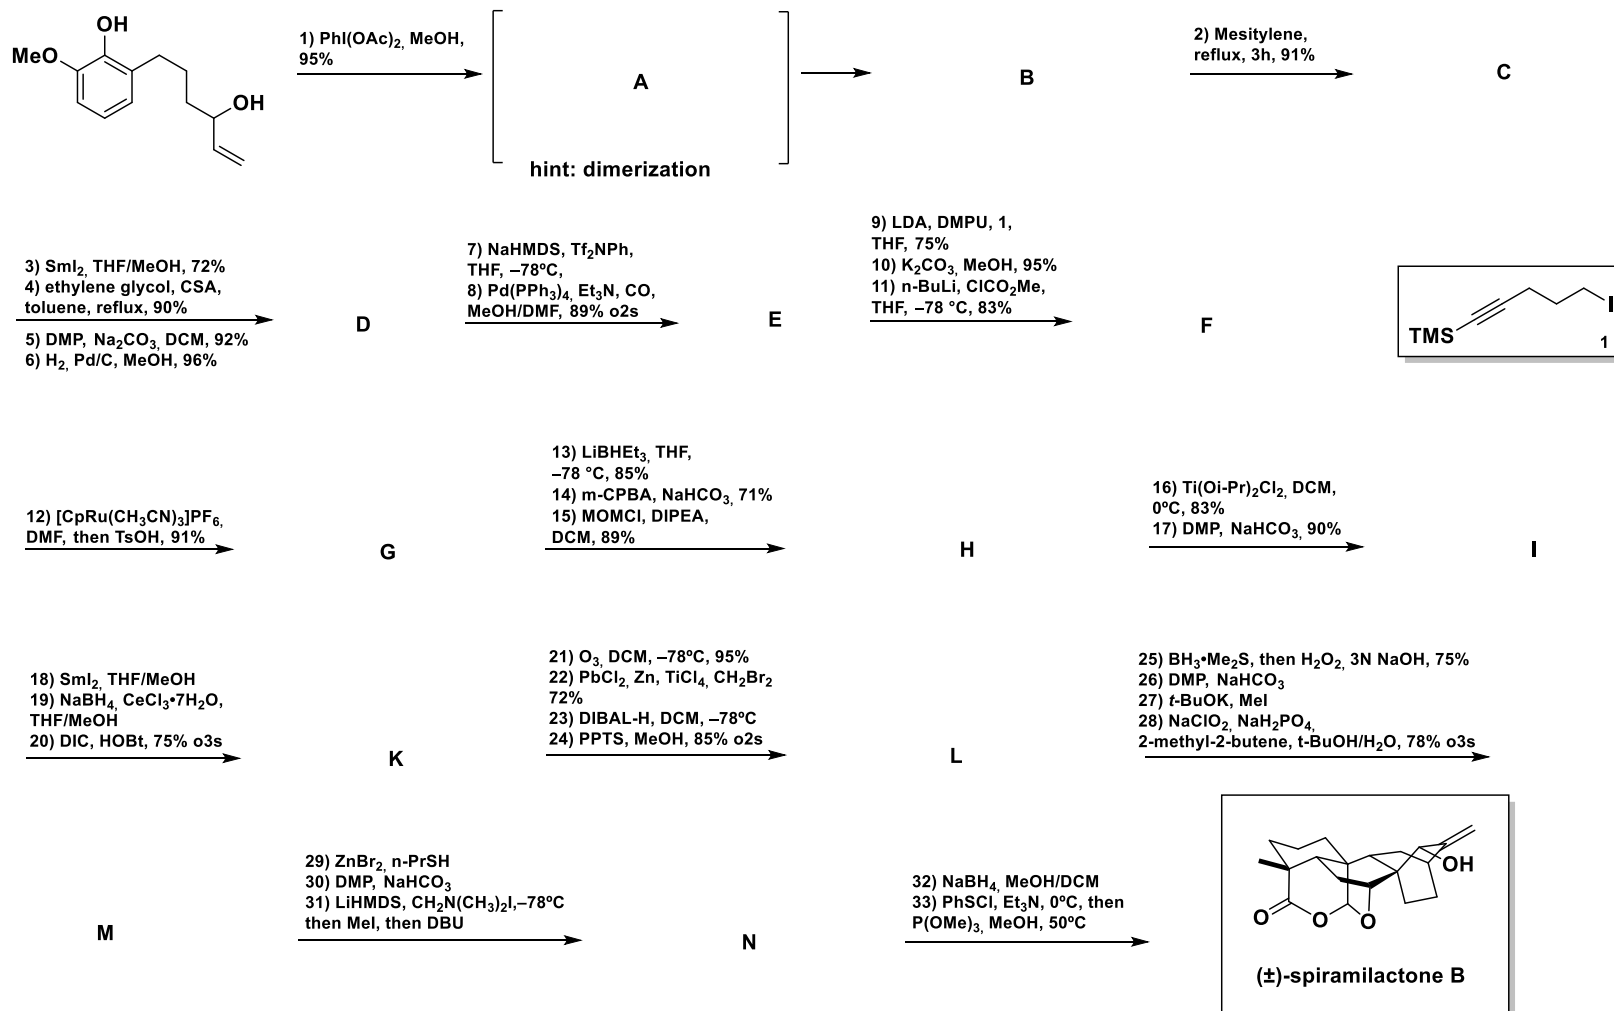 OH
MeO
OH
1) PhI(OAc)2, MeOH,
95%
A
hint: dimerization
B
2) Mesitylene,
reflux, 3h, 91%
C
3) SmI2, THF/MeOH, 72%
4) ethylene glycol, CSA,
toluene, reflux, 90%
5) DMP, Na2CO3, DCM, 92%
6) H2, Pd/C, MeOH, 96%
D
7) NaHMDS, Tf2NPh,
THF, –78ºC,
8) Pd(PPh3)4, Et3N, CO,
MeOH/DMF, 89% o2s
E
9) LDA, DMPU, 1,
THF, 75%
10) K2CO3, MeOH, 95%
11) n-BuLi, ClCO2Me,
THF, –78 °C, 83%
F
TMS
I
1
12) [CpRu(CH3CN)3]PF6,
DMF, then TsOH, 91%
G
13) LiBHEt3, THF,
–78 °C, 85%
14) m-CPBA, NaHCO3, 71%
15) MOMCl, DIPEA,
DCM, 89%
H
16) Ti(Oi-Pr)2Cl2, DCM,
0ºC, 83%
17) DMP, NaHCO3, 90%
I
18) SmI2, THF/MeOH
19) NaBH4, CeCl3•7H2O,
THF/MeOH
20) DIC, HOBt, 75% o3s
K
21) O3, DCM, –78ºC, 95%
22) PbCl2, Zn, TiCl4, CH2Br2
72%
23) DIBAL-H, DCM, –78ºC
24) PPTS, MeOH, 85% o2s
L
25) BH3•Me2S, then H2O2, 3N NaOH, 75%
26) DMP, NaHCO3
27) t-BuOK, MeI
28) NaClO2, NaH2PO4,
2-methyl-2-butene, t-BuOH/H2O, 78% o3s
M
29) ZnBr2, n-PrSH
30) DMP, NaHCO3
31) LiHMDS, CH2N(CH3)2I,–78ºC
then MeI, then DBU
N
32) NaBH4, MeOH/DCM
33) PhSCl, Et3N, 0ºC, then
P(OMe)3, MeOH, 50ºC
OH
O
O
O
(±)-spiramilactone B